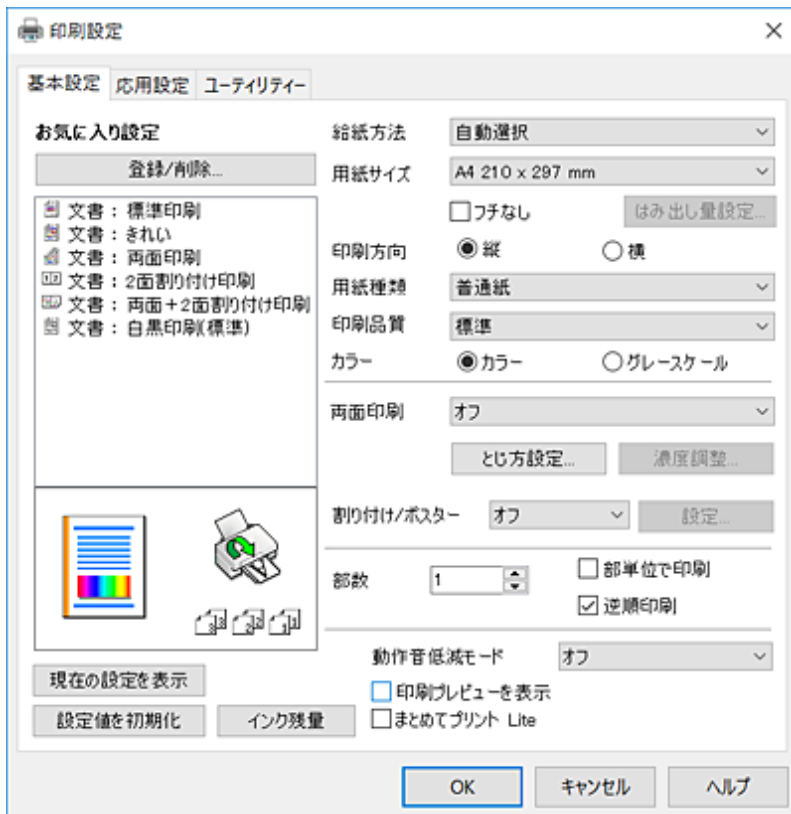 印刷設定
基本設定 応用設定 ユーティリティー
お気に入り設定
登録/削除...
文書：標準印刷
文書：きれい
文書：両面印刷
文書：2面割り付け印刷
文書：両面＋2面割り付け印刷
文書：白黒印刷(標準)
現在の設定を表示
設定値を初期化 インク残量
給紙方法 自動選択
用紙サイズ A4 210 x 297 mm
フチなし はみ出し量設定...
印刷方向 縦 横
用紙種類 普通紙
印刷品質 標準
カラー カラー グレースケール
両面印刷 オフ
とじ方設定... 濃度調整...
割り付け/ポスター オフ 設定...
部数 1 部単位で印刷
逆順印刷
動作音低減モード オフ
印刷プレビューを表示
まとめてプリント Lite
OK キャンセル ヘルプ